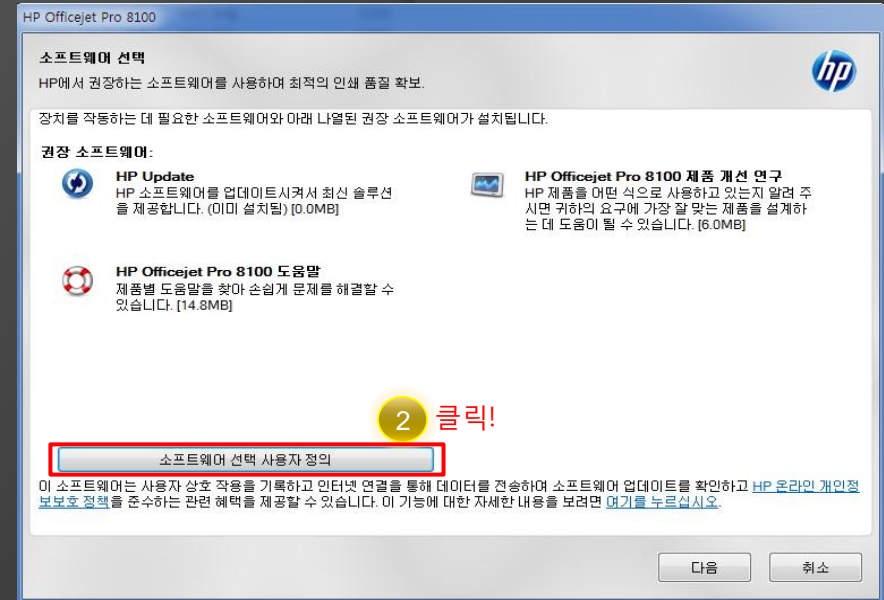 HP Officejet Pro 8100
소프트웨어 선택
HP에서 권장하는 소프트웨어를 사용하여 최적의 인쇄 품질 확보.
hp
장치를 작동하는 데 필요한 소프트웨어와 아래 나열된 권장 소프트웨어가 설치됩니다.
권장 소프트웨어:
HP Update
HP 소프트웨어를 업데이트시켜서 최신 솔루션
을 제공합니다. (이미 설치됨) [0.0MB]
HP Officejet Pro 8100 제품 개선 연구
HP 제품을 어떤 식으로 사용하고 있는지 알려 주
시면 귀하의 요구에 가장 잘 맞는 제품을 설계하
는 데 도움이 될 수 있습니다. [6.0MB]
HP Officejet Pro 8100 도움말
제품별 도움말을 찾아 손쉽게 문제를 해결할 수
있습니다. [14.8MB]
2 클릭!
소프트웨어 선택 사용자 정의
이 소프트웨어는 사용자 상호 작용을 기록하고 인터넷 연결을 통해 데이터를 전송하여 소프트웨어 업데이트를 확인하고 HP 온라인 개인정
보보호 정책을 준수하는 관련 혜택을 제공할 수 있습니다. 이 기능에 대한 자세한 내용을 보려면 여기를 누르십시오.
다음
취소